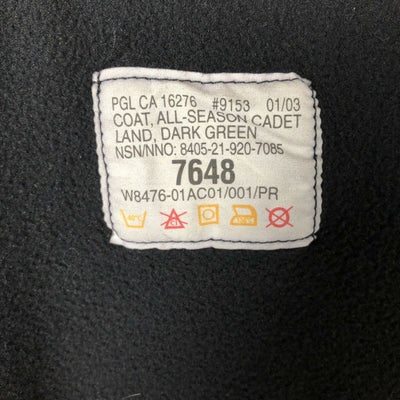 PGL CA 16276 #9153 01/03
COAT, ALL-SEASON CADET
LAND, DARK GREEN
NSN/NNO: 8405-21-920-7085
7648
W8476-01AC01/001/PR
40°C